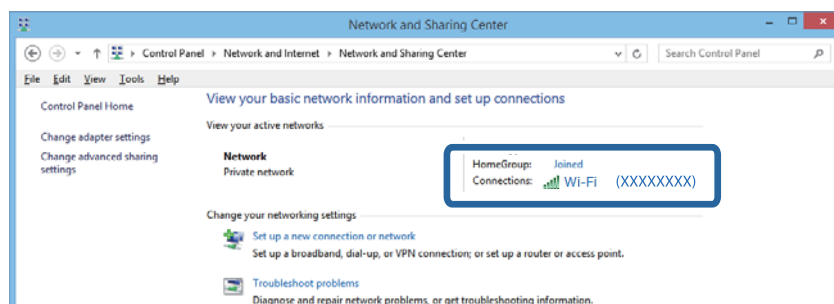 Network and Sharing Center
Control Panel Network and Internet Network and Sharing Center Search Control Panel
File Edit View Tools Help
Control Panel Home
Change adapter settings
Change advanced sharing
settings
View your basic network information and set up connections
View your active networks
Network
Private network
HomeGroup: Joined
Connections: Wi-Fi (XXXXXXXX)
Change your networking settings
Set up a new connection or network
Set up a broadband, dial-up, or VPN connection; or set up a router or access point.
Troubleshoot problems
Diagnose and repair network problems, or get troubleshooting information.